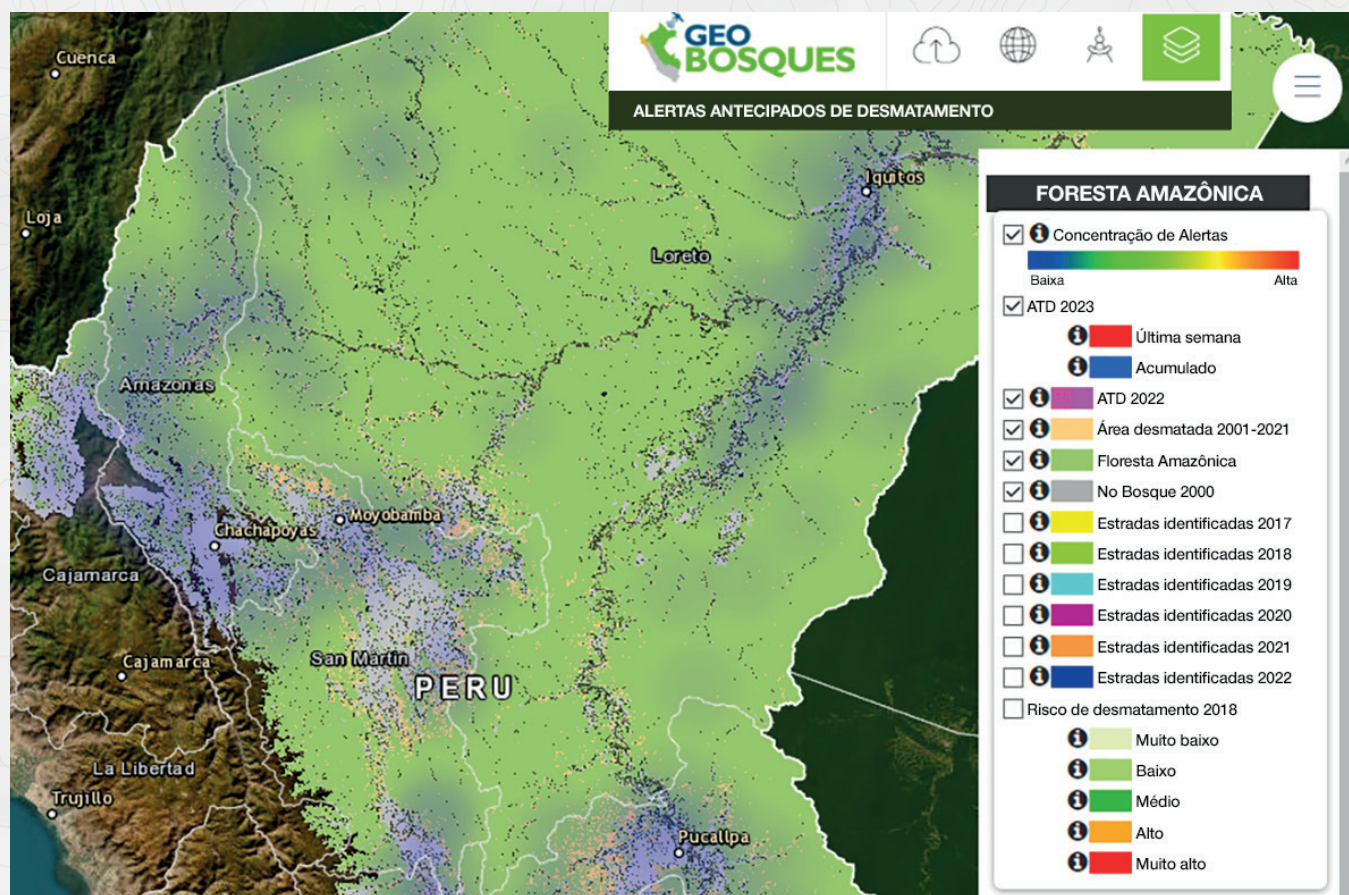 GEO
BOSQUES
ALERTAS ANTECIPADOS DE DESMATAMENTO
Cuenca
Loja
Iquitos
Loreto
Amazonas
Chachapoyas
Moyobamba
Cajamarca
Cajamarca
San Martín
PERU
La Libertad
Trujillo
Pucallpa
FORESTA AMAZÔNICA
Concentração de Alertas
Baixa Alta
ATD 2023
Última semana
Acumulado
ATD 2022
Área desmatada 2001-2021
Floresta Amazônica
No Bosque 2000
Estradas identificadas 2017
Estradas identificadas 2018
Estradas identificadas 2019
Estradas identificadas 2020
Estradas identificadas 2021
Estradas identificadas 2022
Risco de desmatamento 2018
Muito baixo
Baixo
Médio
Alto
Muito alto